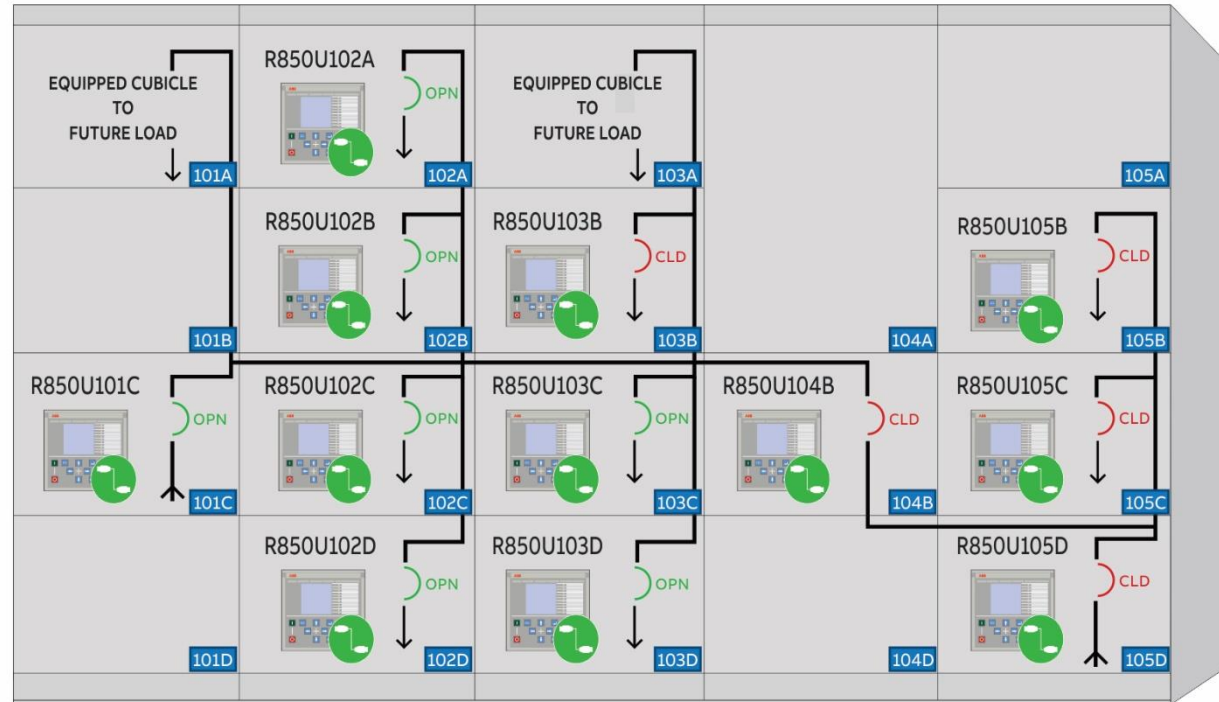 EQUIPPED CUBICLE
TO
FUTURE LOAD
101A
R850U102A
OPN
102A
EQUIPPED CUBICLE
TO
FUTURE LOAD
103A
105A
101B
R850U102B
OPN
102B
R850U103B
CLD
103B
104A
R850U105B
CLD
105B
R850U101C
OPN
101C
R850U102C
OPN
102C
R850U103C
OPN
103C
R850U104B
CLD
104B
R850U105C
CLD
105C
101D
R850U102D
OPN
102D
R850U103D
OPN
103D
104D
R850U105D
CLD
105D